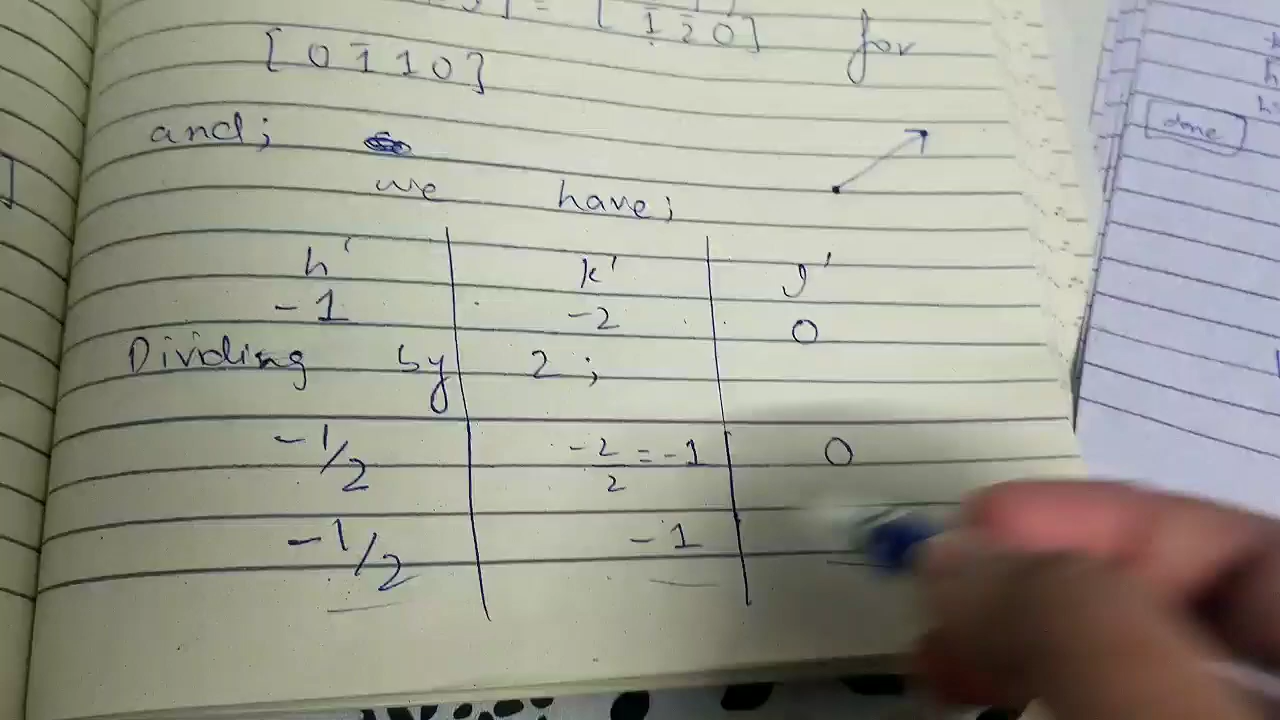 ] = [ 1̄ 2̄ 0 ] for
[ 0 1̄ 1 0 ]
and;
we have;
h' k' l'
-1 -2 0
Dividing by 2 ;
-1/2 -2/2 = -1 0
-1/2 -1
done